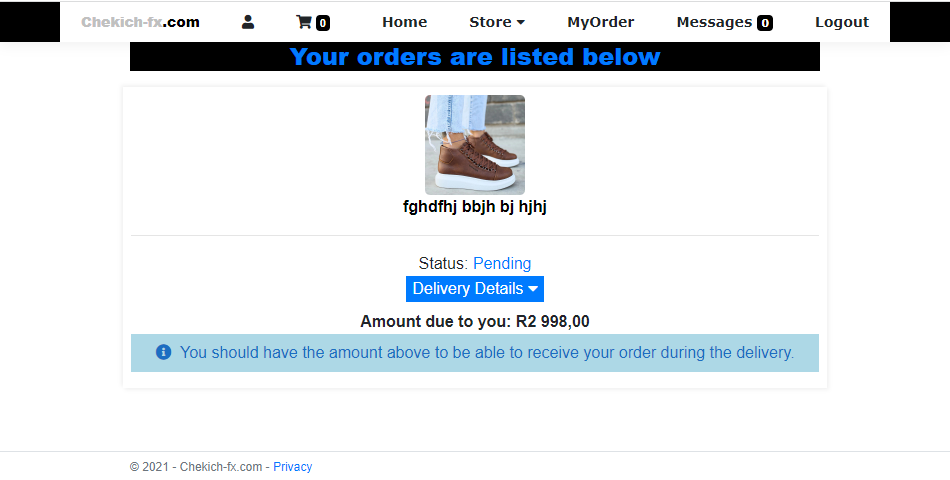 Chekich-fx.com 0 Home Store MyOrder Messages 0 Logout
Your orders are listed below
fghdfhj bbjh bj hjhj
Status: Pending
Delivery Details
Amount due to you: R2 998,00
You should have the amount above to be able to receive your order during the delivery.
© 2021 - Chekich-fx.com - Privacy